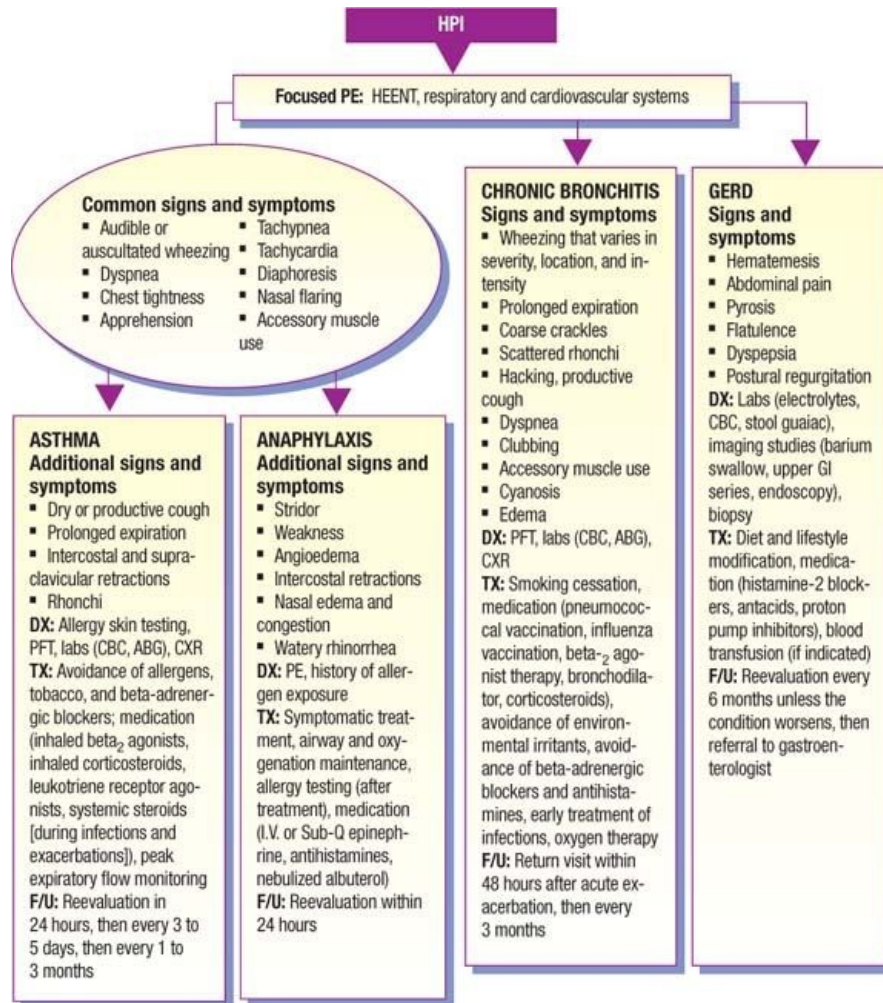 HPI
Focused PE: HEENT, respiratory and cardiovascular systems
Common signs and symptoms
▪ Audible or
auscultated wheezing
▪ Dyspnea
▪ Chest tightness
▪ Apprehension
▪ Tachypnea
▪ Tachycardia
▪ Diaphoresis
▪ Nasal flaring
▪ Accessory muscle
use
ASTHMA
Additional signs and
symptoms
▪ Dry or productive cough
▪ Prolonged expiration
▪ Intercostal and supra-
clavicular retractions
▪ Rhonchi
DX: Allergy skin testing,
PFT, labs (CBC, ABG), CXR
TX: Avoidance of allergens,
tobacco, and beta-adrener-
gic blockers; medication
(inhaled beta₂ agonists,
inhaled corticosteroids,
leukotriene receptor ago-
nists, systemic steroids
[during infections and
exacerbations]), peak
expiratory flow monitoring
F/U: Reevaluation in
24 hours, then every 3 to
5 days, then every 1 to
3 months
ANAPHYLAXIS
Additional signs and
symptoms
▪ Stridor
▪ Weakness
▪ Angioedema
▪ Intercostal retractions
▪ Nasal edema and
congestion
▪ Watery rhinorrhea
DX: PE, history of aller-
gen exposure
TX: Symptomatic treat-
ment, airway and oxy-
genation maintenance,
allergy testing (after
treatment), medication
(I.V. or Sub-Q epineph-
rine, antihistamines,
nebulized albuterol)
F/U: Reevaluation within
24 hours
CHRONIC BRONCHITIS
Signs and symptoms
▪ Wheezing that varies in
severity, location, and in-
tensity
▪ Prolonged expiration
▪ Coarse crackles
▪ Scattered rhonchi
▪ Hacking, productive
cough
▪ Dyspnea
▪ Clubbing
▪ Accessory muscle use
▪ Cyanosis
▪ Edema
DX: PFT, labs (CBC, ABG),
CXR
TX: Smoking cessation,
medication (pneumococ-
cal vaccination, influenza
vaccination, beta-₂ ago-
nist therapy, bronchodila-
tor, corticosteroids),
avoidance of environ-
mental irritants, avoid-
ance of beta-adrenergic
blockers and antihista-
mines, early treatment of
infections, oxygen therapy
F/U: Return visit within
48 hours after acute ex-
acerbation, then every
3 months
GERD
Signs and
symptoms
▪ Hematemesis
▪ Abdominal pain
▪ Pyrosis
▪ Flatulence
▪ Dyspepsia
▪ Postural regurgitation
DX: Labs (electrolytes,
CBC, stool guaiac),
imaging studies (barium
swallow, upper GI
series, endoscopy),
biopsy
TX: Diet and lifestyle
modification, medica-
tion (histamine-2 block-
ers, antacids, proton
pump inhibitors), blood
transfusion (if indicated)
F/U: Reevaluation every
6 months unless the
condition worsens, then
referral to gastroen-
terologist